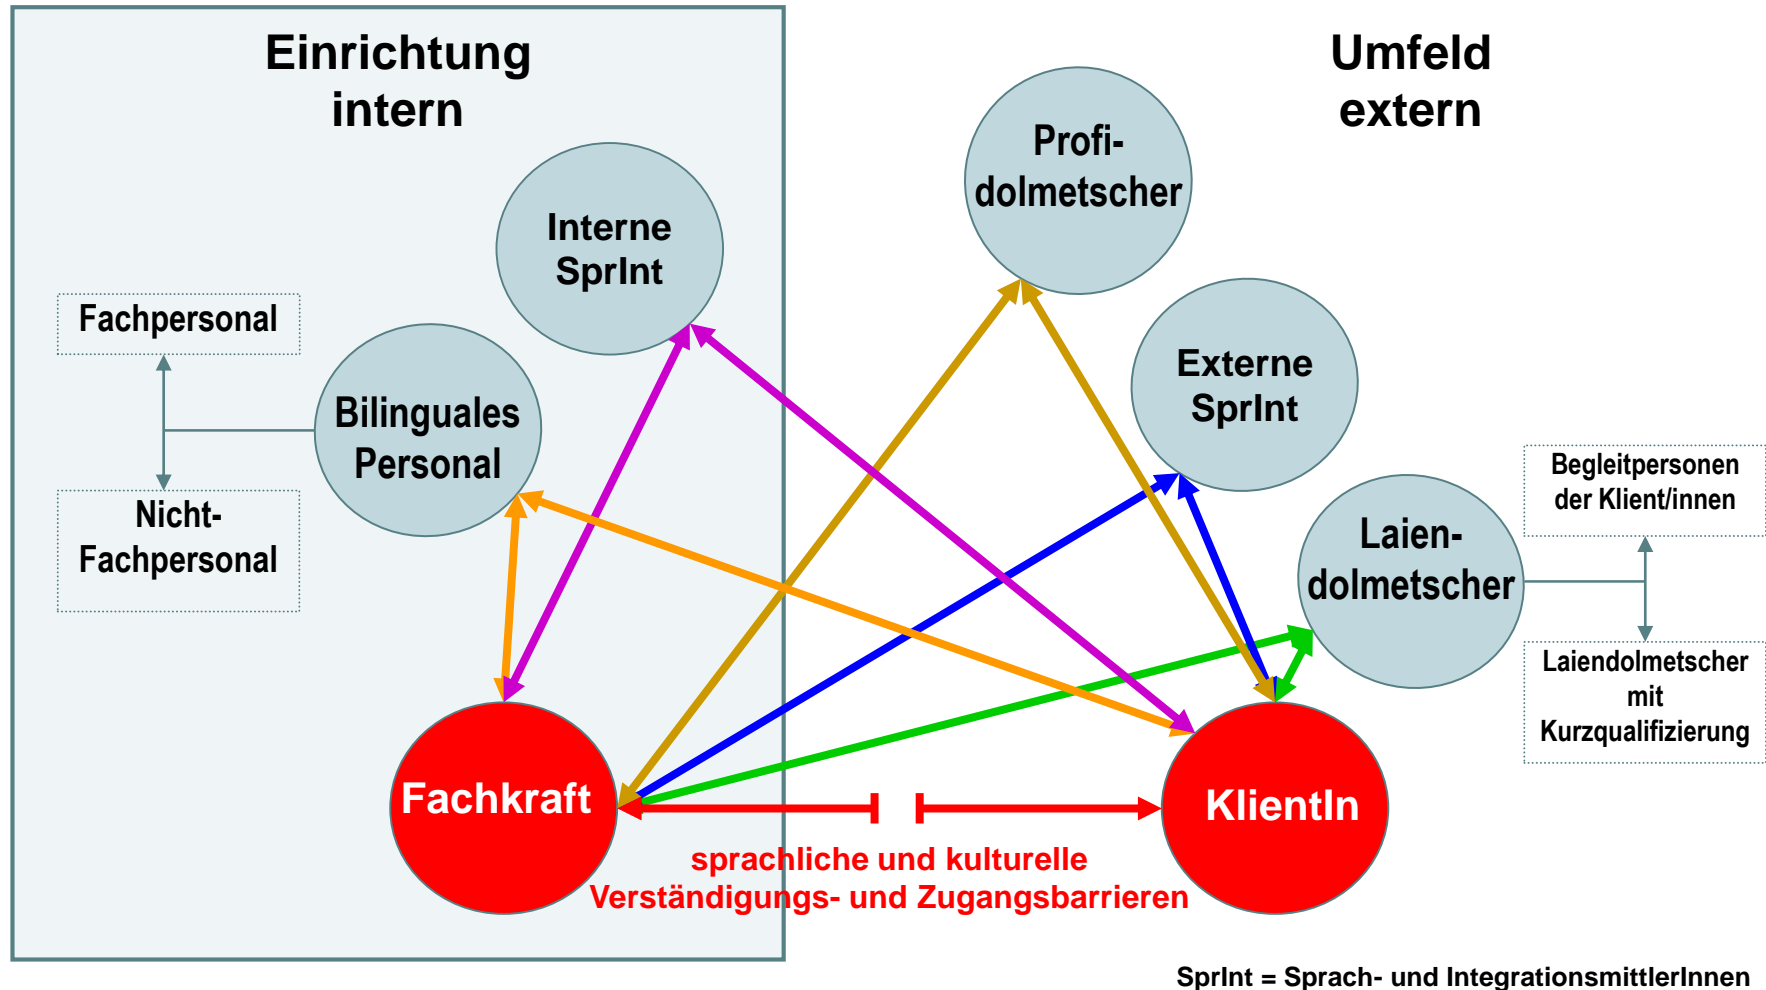 Einrichtung
intern
Umfeld
extern
Profi-
dolmetscher
Interne
SprInt
Externe
SprInt
Fachpersonal
Bilinguales
Personal
Nicht-
Fachpersonal
Begleitpersonen
der Klient/innen
Laien-
dolmetscher
Laiendolmetscher
mit
Kurzqualifizierung
Fachkraft
KlientIn
sprachliche und kulturelle
Verständigungs- und Zugangsbarrieren
SprInt = Sprach- und IntegrationsmittlerInnen